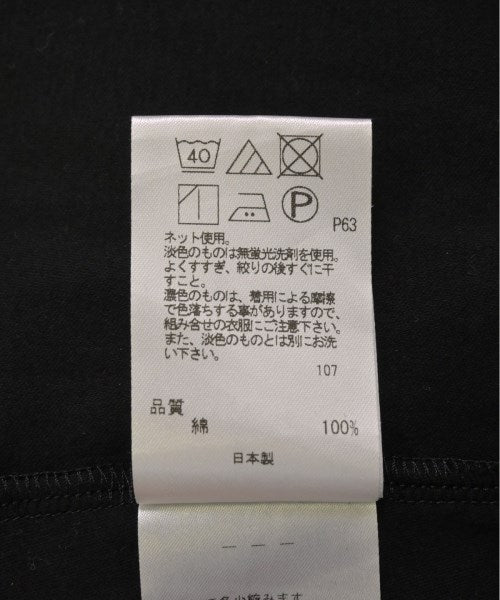 40
P
P63
ネット使用。
淡色のものは無蛍光洗剤を使用。
よくすすぎ、絞りの後すぐに干
すこと。
濃色のものは、着用による摩擦
で色落ちする事がありますので、
組み合せの衣服にご注意下さい。
また、淡色のものとは別にお洗
い下さい。
107
品質
綿 100%
日本製
---